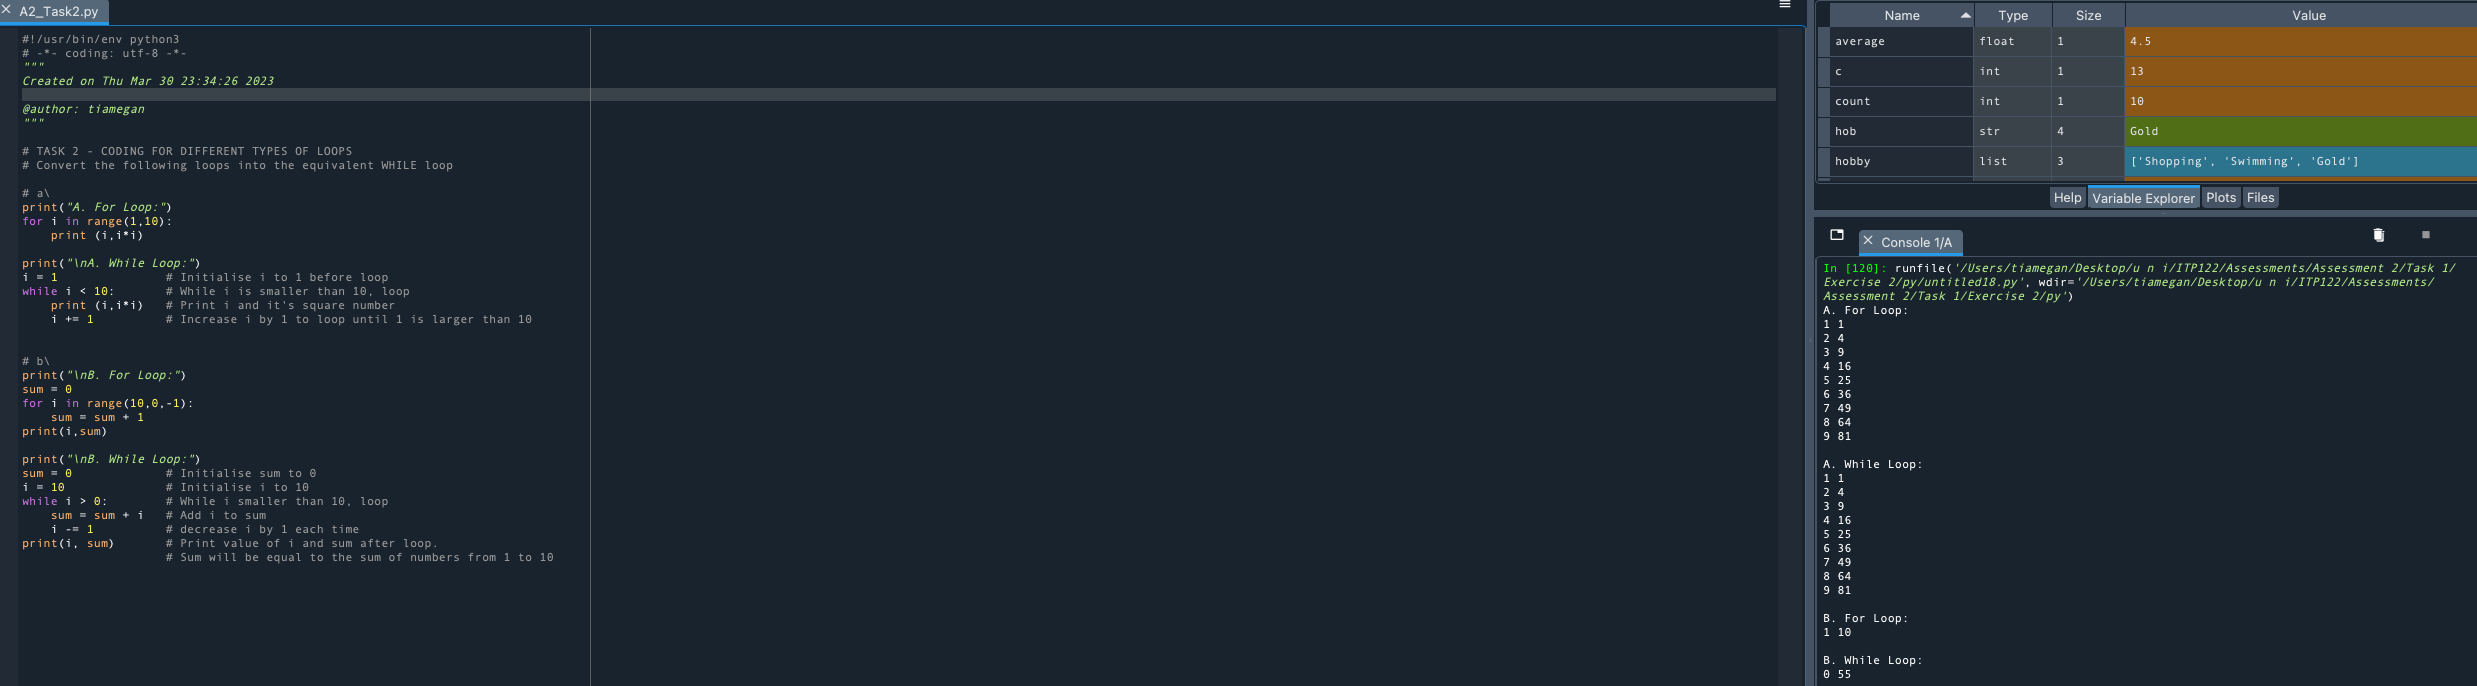 A2_Task2.py
#!/usr/bin/env python3
# -*- coding: utf-8 -*-
"""
Created on Thu Mar 30 23:34:26 2023
@author: tiamegan
"""
# TASK 2 - CODING FOR DIFFERENT TYPES OF LOOPS
# Convert the following loops into the equivalent WHILE loop
# a\
print("A. For Loop:")
for i in range(1,10):
    print (i,i*i)
print("\nA. While Loop:")
i = 1               # Initialise i to 1 before loop
while i < 10:       # While i is smaller than 10, loop
    print (i,i*i)   # Print i and it's square number
    i += 1          # Increase i by 1 to loop until 1 is larger than 10
# b\
print("\nB. For Loop:")
sum = 0
for i in range(10,0,-1):
    sum = sum + 1
print(i,sum)
print("\nB. While Loop:")
sum = 0             # Initialise sum to 0
i = 10              # Initialise i to 10
while i > 0:        # While i smaller than 10, loop
    sum = sum + i   # Add i to sum
    i -= 1          # decrease i by 1 each time
print(i, sum)       # Print value of i and sum after loop.
                    # Sum will be equal to the sum of numbers from 1 to 10
Name Type Size Value
average float 1 4.5
c int 1 13
count int 1 10
hob str 4 Gold
hobby list 3 ['Shopping', 'Swimming', 'Gold']
Help Variable Explorer Plots Files
Console 1/A
In [120]: runfile('/Users/tiamegan/Desktop/u n i/ITP122/Assessments/Assessment 2/Task 1/
Exercise 2/py/untitled18.py', wdir='/Users/tiamegan/Desktop/u n i/ITP122/Assessments/
Assessment 2/Task 1/Exercise 2/py')
A. For Loop:
1 1
2 4
3 9
4 16
5 25
6 36
7 49
8 64
9 81
A. While Loop:
1 1
2 4
3 9
4 16
5 25
6 36
7 49
8 64
9 81
B. For Loop:
1 10
B. While Loop:
0 55